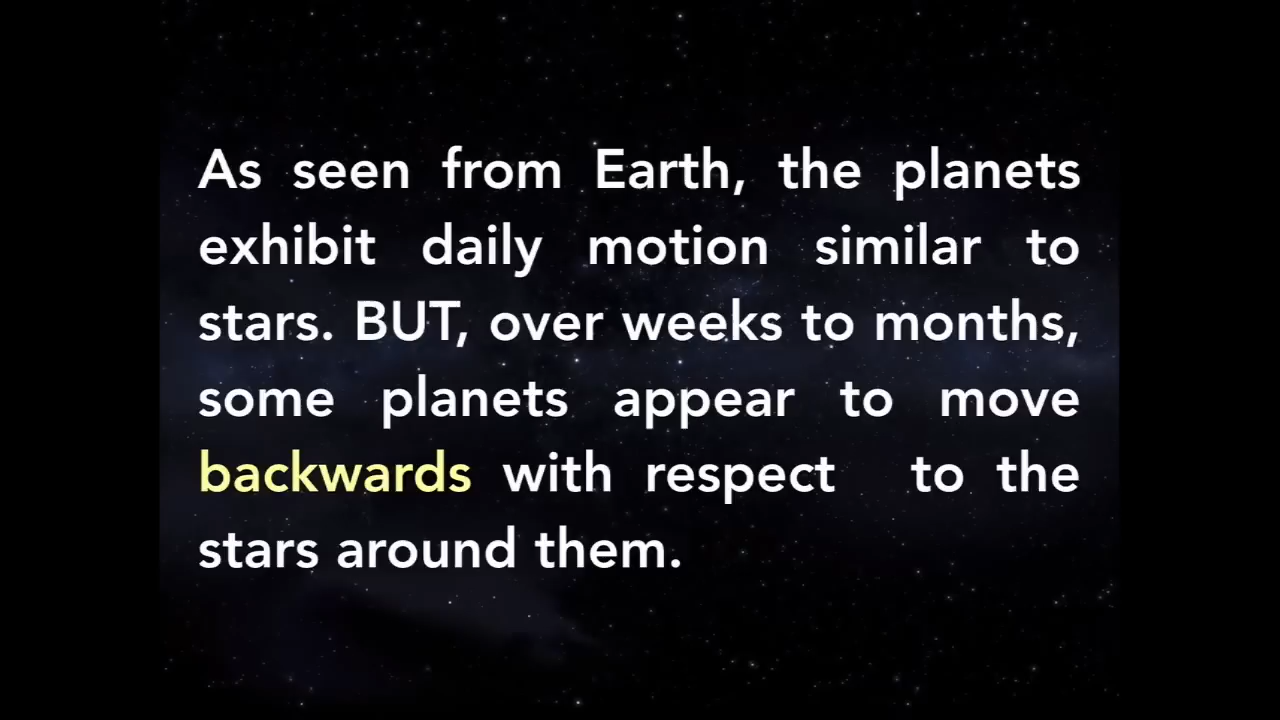 As seen from Earth, the planets
exhibit daily motion similar to
stars. BUT, over weeks to months,
some planets appear to move
backwards with respect to the
stars around them.